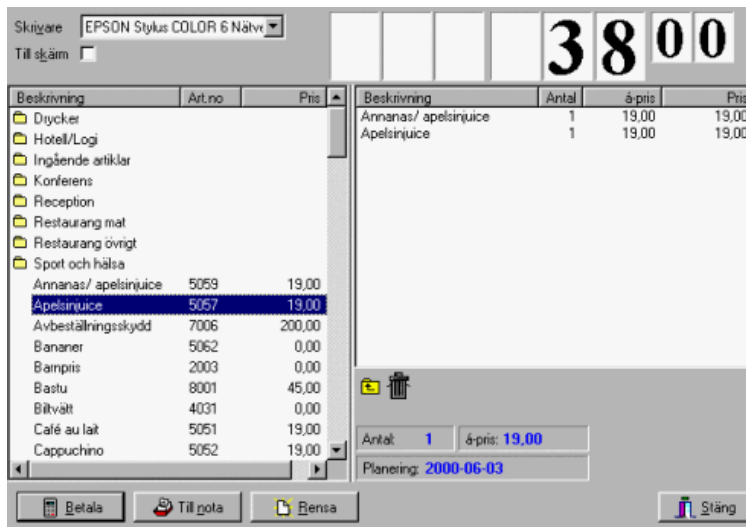 Skrivare EPSON Stylus COLOR 6 Nätve
Till skärm
3800
Beskrivning Art.no Pris
Drycker
Hotell/Logi
Ingående artiklar
Konferens
Reception
Restaurang mat
Restaurang övrigt
Sport och hälsa
Annanas/ apelsinjuice 5059 19,00
Apelsinjuice 5057 19,00
Avbeställningsskydd 7006 200,00
Bananer 5062 0,00
Barnpris 2003 0,00
Bastu 8001 45,00
Biltvätt 4031 0,00
Café au lait 5051 19,00
Cappuchino 5052 19,00
Beskrivning Antal á-pris Pris
Annanas/ apelsinjuice 1 19,00 19,00
Apelsinjuice 1 19,00 19,00
Antal: 1 á-pris: 19,00
Planering: 2000-06-03
Betala Till nota Rensa Stäng